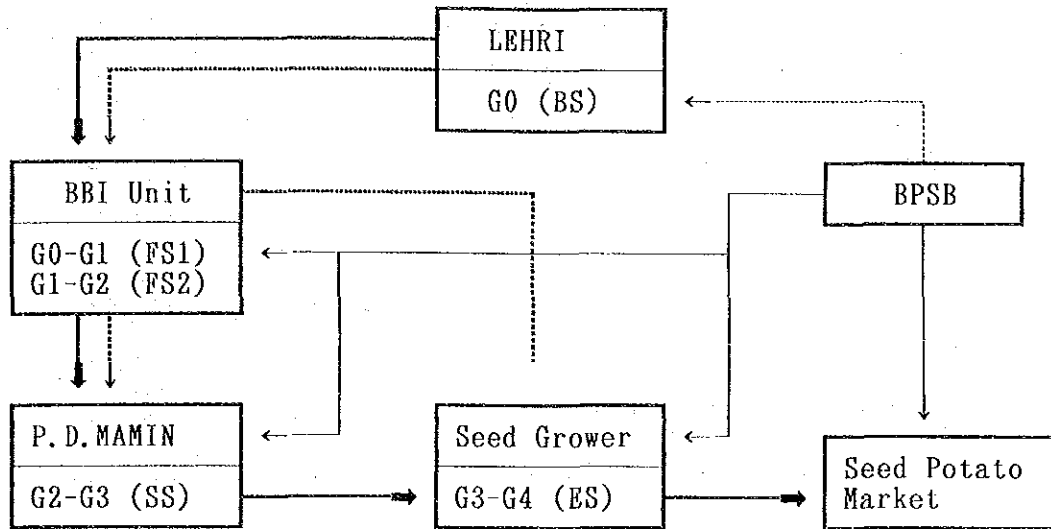 LEHRI
G0 (BS)
BBI Unit
G0-G1 (FS1)
G1-G2 (FS2)
BPSB
P.D.MAMIN
G2-G3 (SS)
Seed Grower
G3-G4 (ES)
Seed Potato
Market